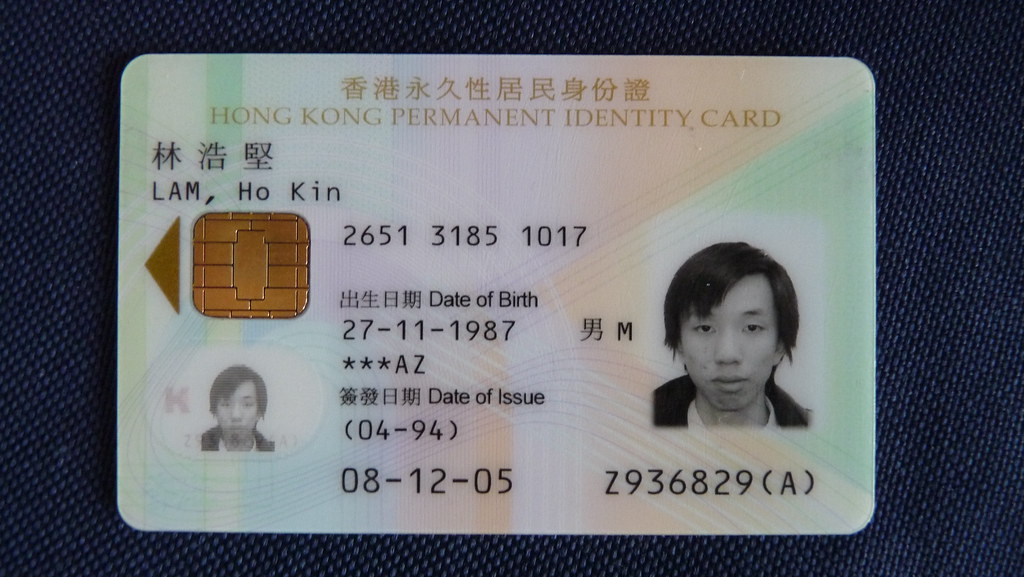 香港永久性居民身份證
HONG KONG PERMANENT IDENTITY CARD
林浩堅
LAM, Ho Kin
2651 3185 1017
出生日期 Date of Birth
27-11-1987 男 M
***AZ
簽發日期 Date of Issue
(04-94)
08-12-05 Z936829(A)
K